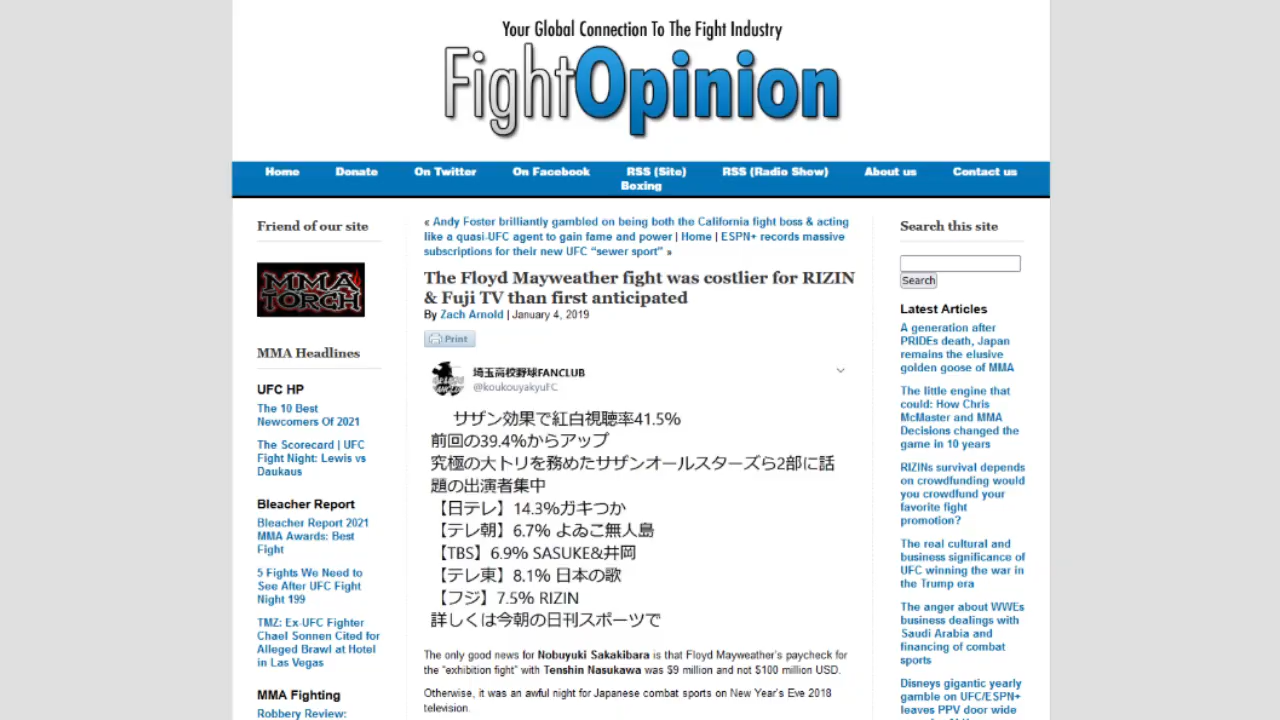 Your Global Connection To The Fight Industry
FightOpinion
Home Donate On Twitter On Facebook RSS (Site) RSS (Radio Show) About us Contact us
Boxing
Friend of our site
MMA
TORCH
MMA Headlines
UFC HP
The 10 Best
Newcomers Of 2021
The Scorecard | UFC
Fight Night: Lewis vs
Daukaus
Bleacher Report
Bleacher Report 2021
MMA Awards: Best
Fight
5 Fights We Need to
See After UFC Fight
Night 199
TMZ: Ex-UFC Fighter
Chael Sonnen Cited for
Alleged Brawl at Hotel
in Las Vegas
MMA Fighting
Robbery Review:
« Andy Foster brilliantly gambled on being both the California fight boss & acting
like a quasi-UFC agent to gain fame and power | Home | ESPN+ records massive
subscriptions for their new UFC “sewer sport” »
The Floyd Mayweather fight was costlier for RIZIN
& Fuji TV than first anticipated
By Zach Arnold | January 4, 2019
Print
埼玉高校野球FANCLUB
@koukouyakyuFC
サザン効果で紅白視聴率41.5%
前回の39.4%からアップ
究極の大トリを務めたサザンオールスターズら2部に話
題の出演者集中
【日テレ】14.3%ガキつか
【テレ朝】6.7% よゐこ無人島
【TBS】6.9% SASUKE&井岡
【テレ東】8.1% 日本の歌
【フジ】7.5% RIZIN
詳しくは今朝の日刊スポーツで
The only good news for Nobuyuki Sakakibara is that Floyd Mayweather’s paycheck for
the “exhibition fight” with Tenshin Nasukawa was $9 million and not $100 million USD.
Otherwise, it was an awful night for Japanese combat sports on New Year’s Eve 2018
television.
Search this site
Search
Latest Articles
A generation after
PRIDEs death, Japan
remains the elusive
golden goose of MMA
The little engine that
could: How Chris
McMaster and MMA
Decisions changed the
game in 10 years
RIZINs survival depends
on crowdfunding would
you crowdfund your
favorite fight
promotion?
The real cultural and
business significance of
UFC winning the war in
the Trump era
The anger about WWEs
business dealings with
Saudi Arabia and
financing of combat
sports
Disneys gigantic yearly
gamble on UFC/ESPN+
leaves PPV door wide